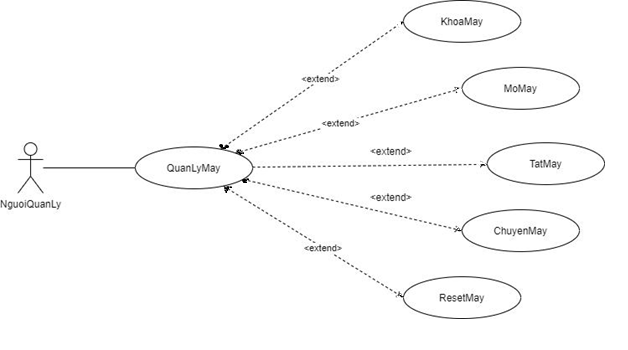 KhoaMay
<extend>
MoMay
<extend>
<extend>
TatMay
QuanLyMay
NguoiQuanLy
<extend>
ChuyenMay
<extend>
ResetMay